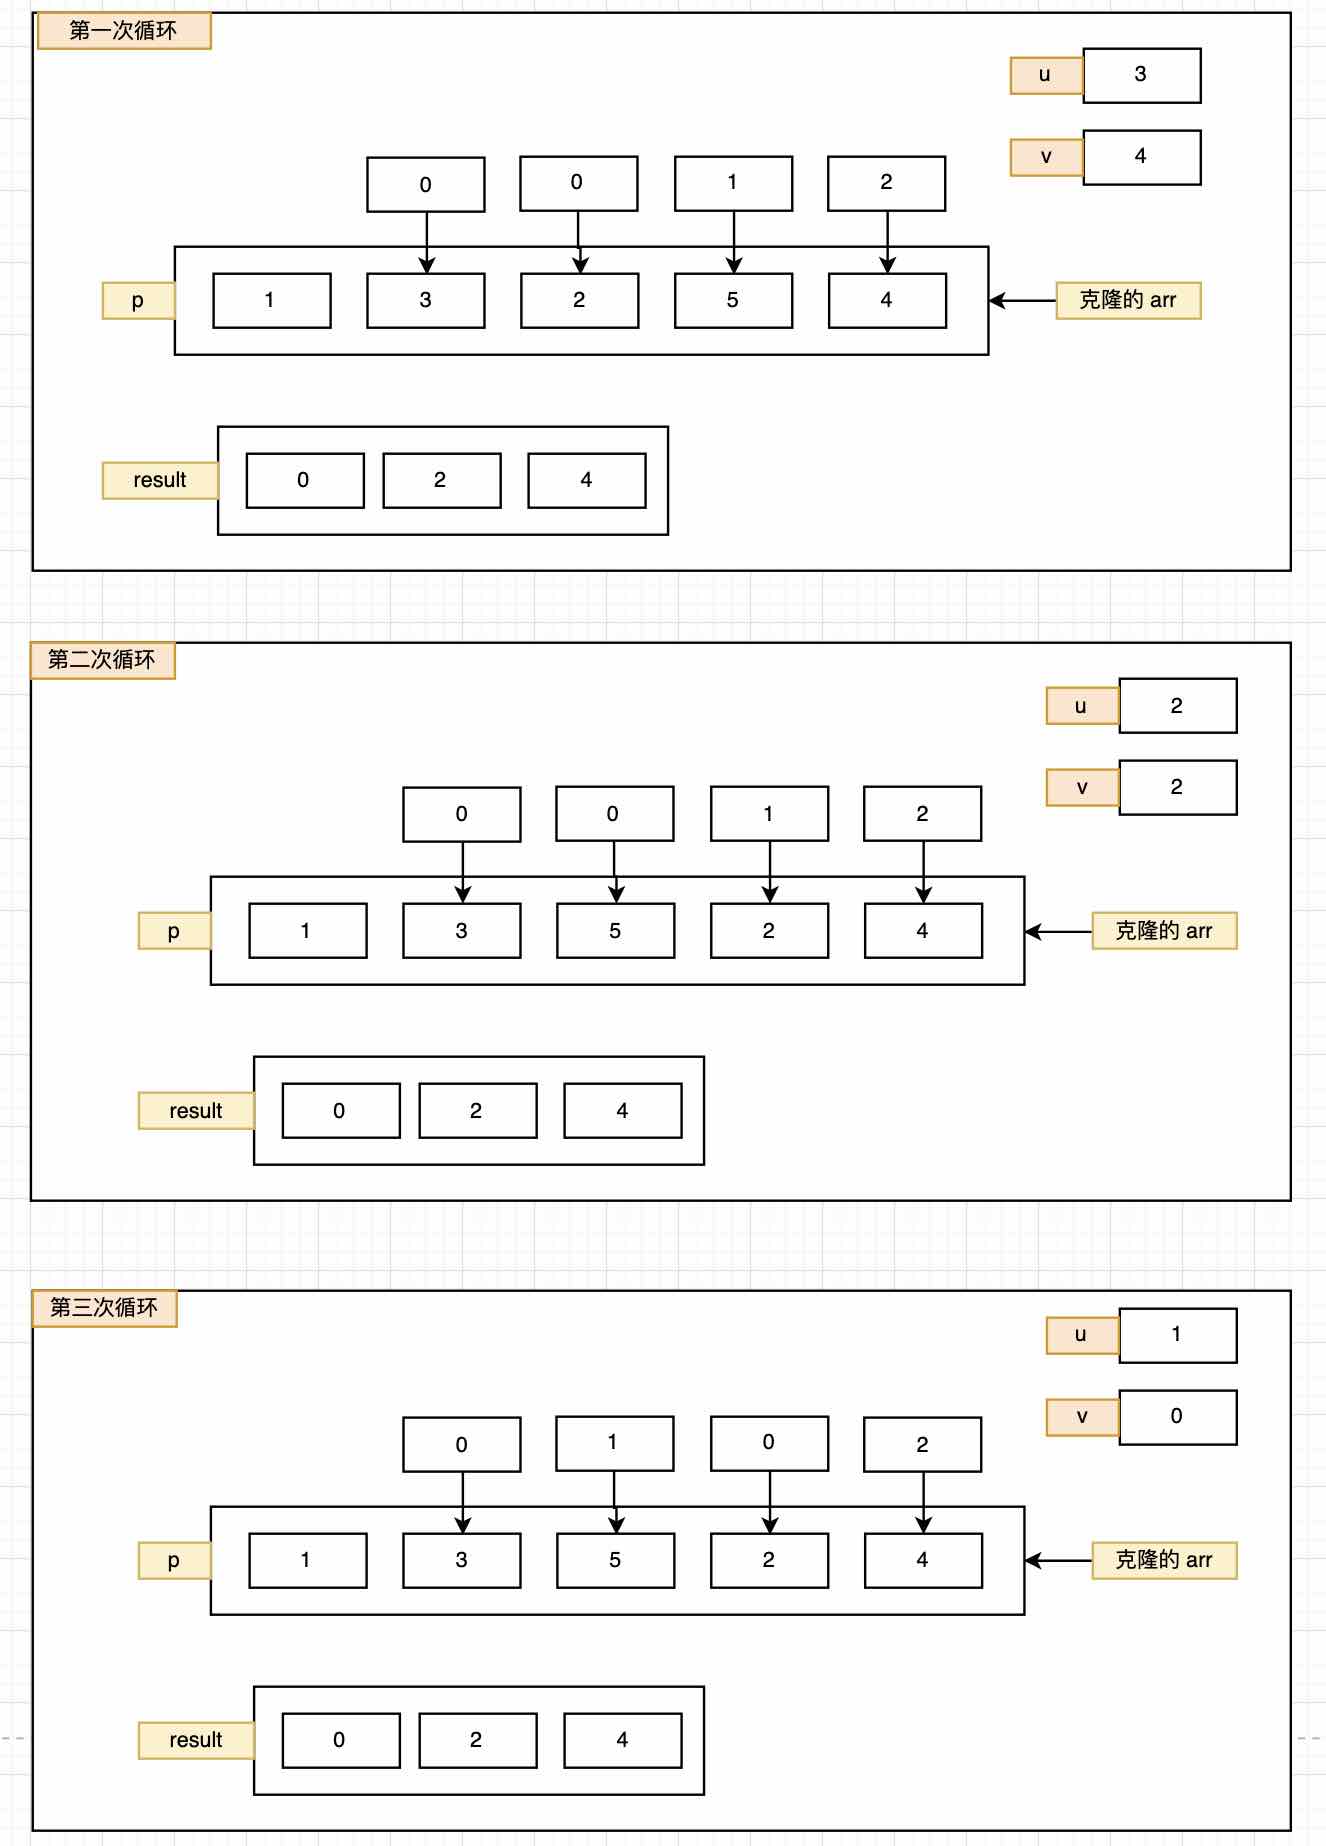 第一次循环
u 3
v 4
0 0 1 2
p 1 3 2 5 4 克隆的 arr
result 0 2 4
第二次循环
u 2
v 2
0 0 1 2
p 1 3 5 2 4 克隆的 arr
result 0 2 4
第三次循环
u 1
v 0
0 1 0 2
p 1 3 5 2 4 克隆的 arr
result 0 2 4